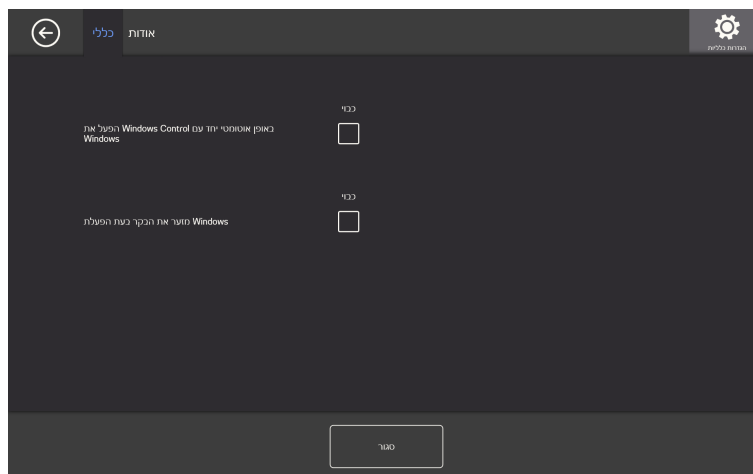 כללי
אודות
הגדרות כלליות
כבוי
באופן אוטומטי יחד עם Windows Control הפעל את
Windows
כבוי
Windows מזער את הבקר בעת הפעלת
סגור